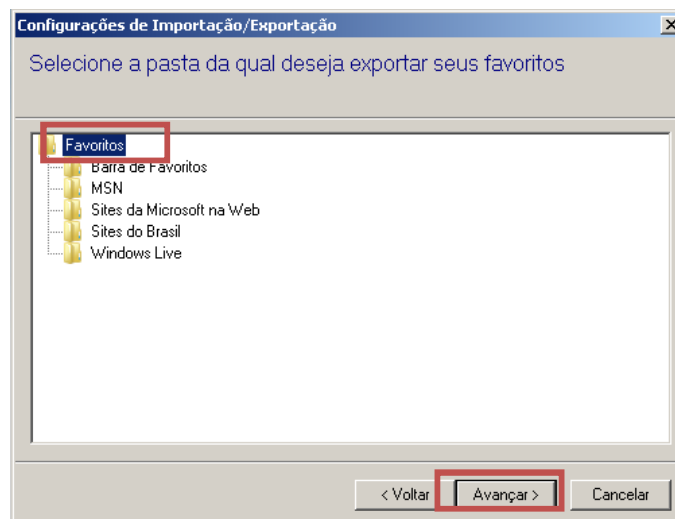 Configurações de Importação/Exportação
Selecione a pasta da qual deseja exportar seus favoritos
Favoritos
Barra de Favoritos
MSN
Sites da Microsoft na Web
Sites do Brasil
Windows Live
< Voltar Avançar > Cancelar